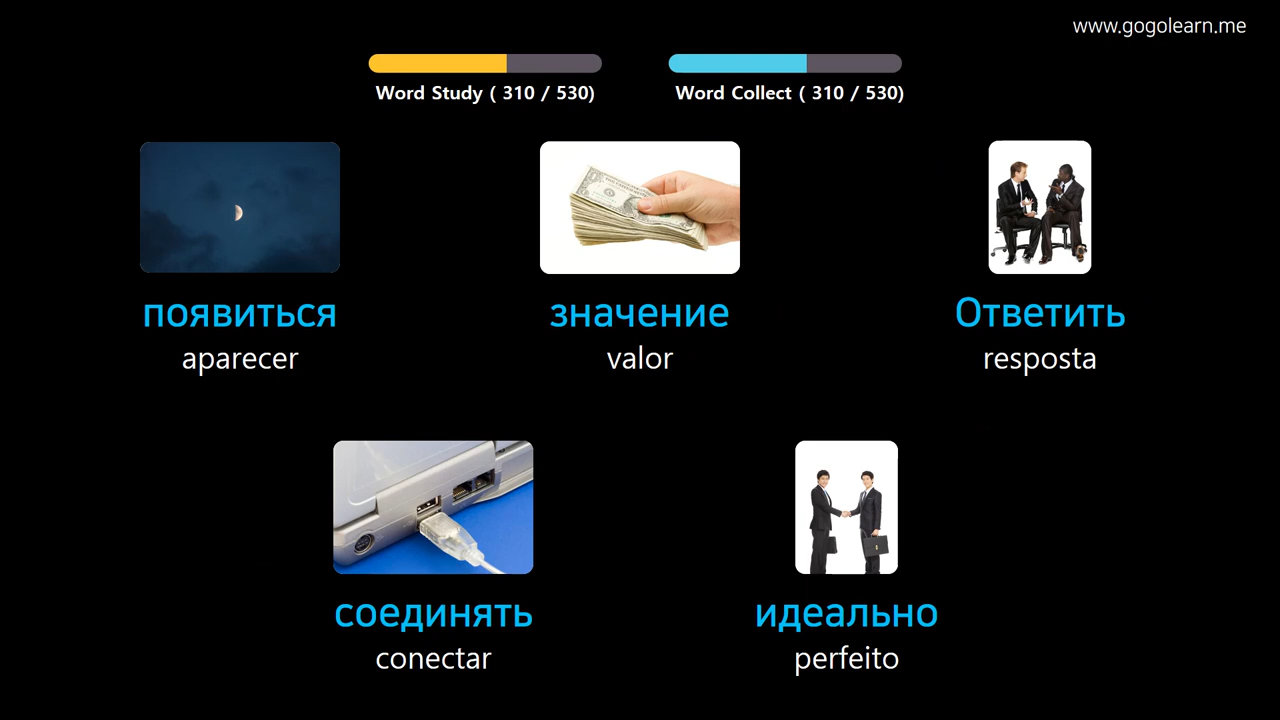 www.gogolearn.me
Word Study ( 310 / 530)
Word Collect ( 310 / 530)
появиться
aparecer
значение
valor
Ответить
resposta
соединять
conectar
идеально
perfeito